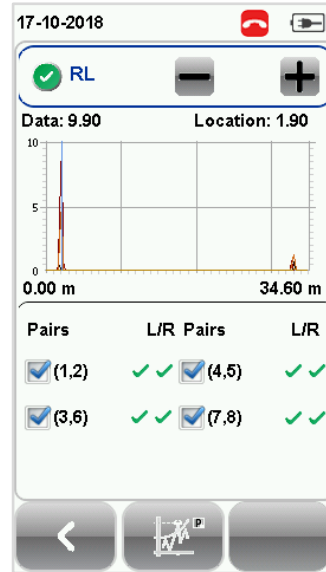 17-10-2018
RL
Data: 9.90 Location: 1.90
10
5
0
0.00 m 34.60 m
Pairs L/R Pairs L/R
(1,2) (4,5)
(3,6) (7,8)
P